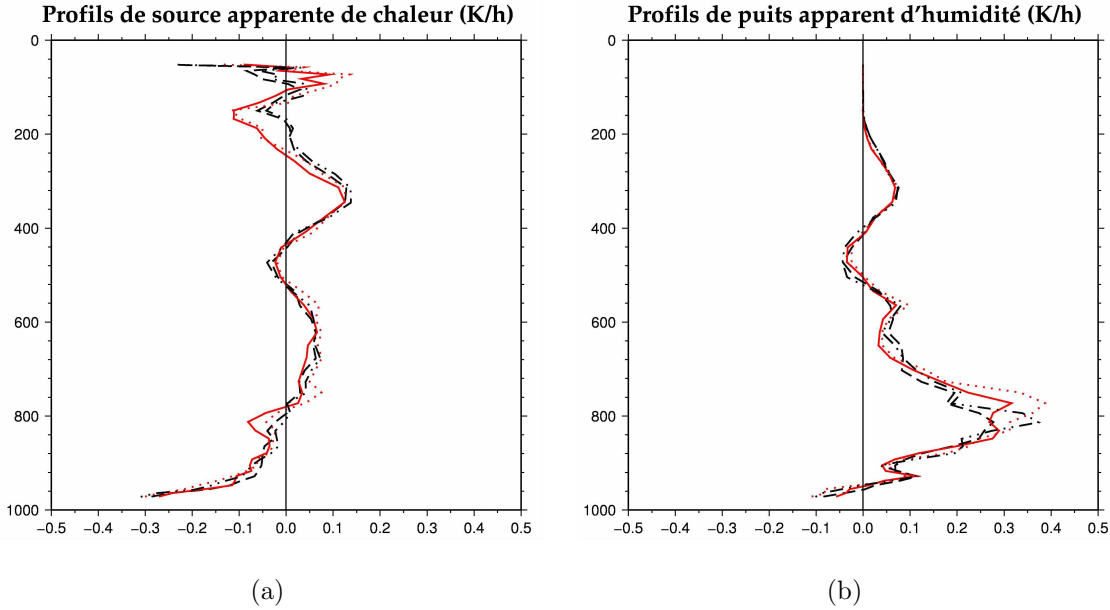 Profils de source apparente de chaleur (K/h)
0
200
400
600
800
1000
−0.5 −0.4 −0.3 −0.2 −0.1 0.0 0.1 0.2 0.3 0.4 0.5
(a)
Profils de puits apparent d’humidité (K/h)
0
200
400
600
800
1000
−0.5 −0.4 −0.3 −0.2 −0.1 0.0 0.1 0.2 0.3 0.4 0.5
(b)